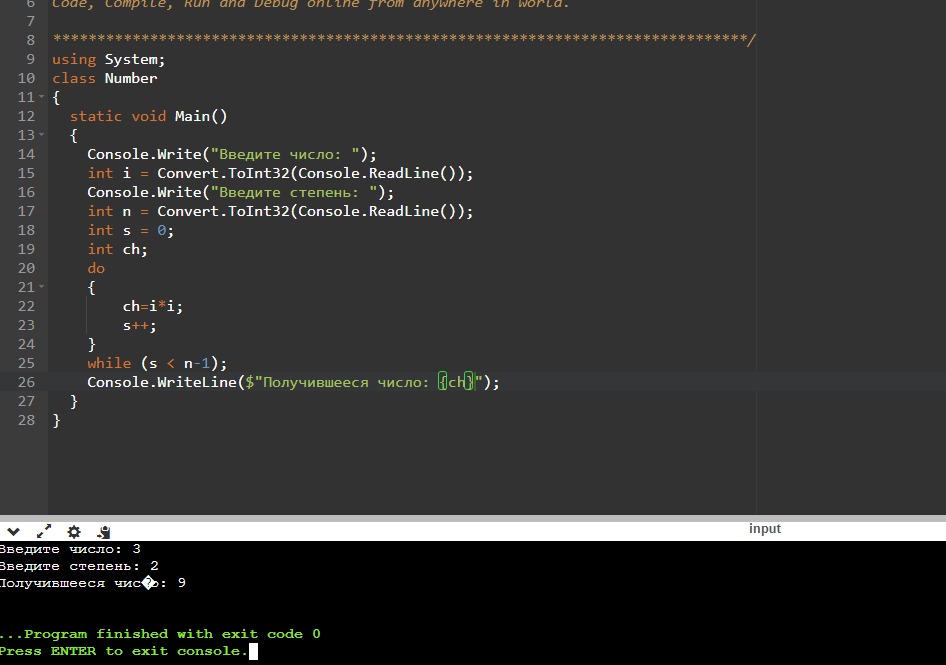 6 Code, Compile, Run and Debug online from anywhere in world.
7
8 *******************************************************************************/
9 using System;
10 class Number
11 {
12 static void Main()
13 {
14 Console.Write("Введите число: ");
15 int i = Convert.ToInt32(Console.ReadLine());
16 Console.Write("Введите степень: ");
17 int n = Convert.ToInt32(Console.ReadLine());
18 int s = 0;
19 int ch;
20 do
21 {
22 ch=i*i;
23 s++;
24 }
25 while (s < n-1);
26 Console.WriteLine($"Получившееся число: {ch}");
27 }
28 }
input
Введите число: 3
Введите степень: 2
Получившееся чис�о: 9
...Program finished with exit code 0
Press ENTER to exit console.